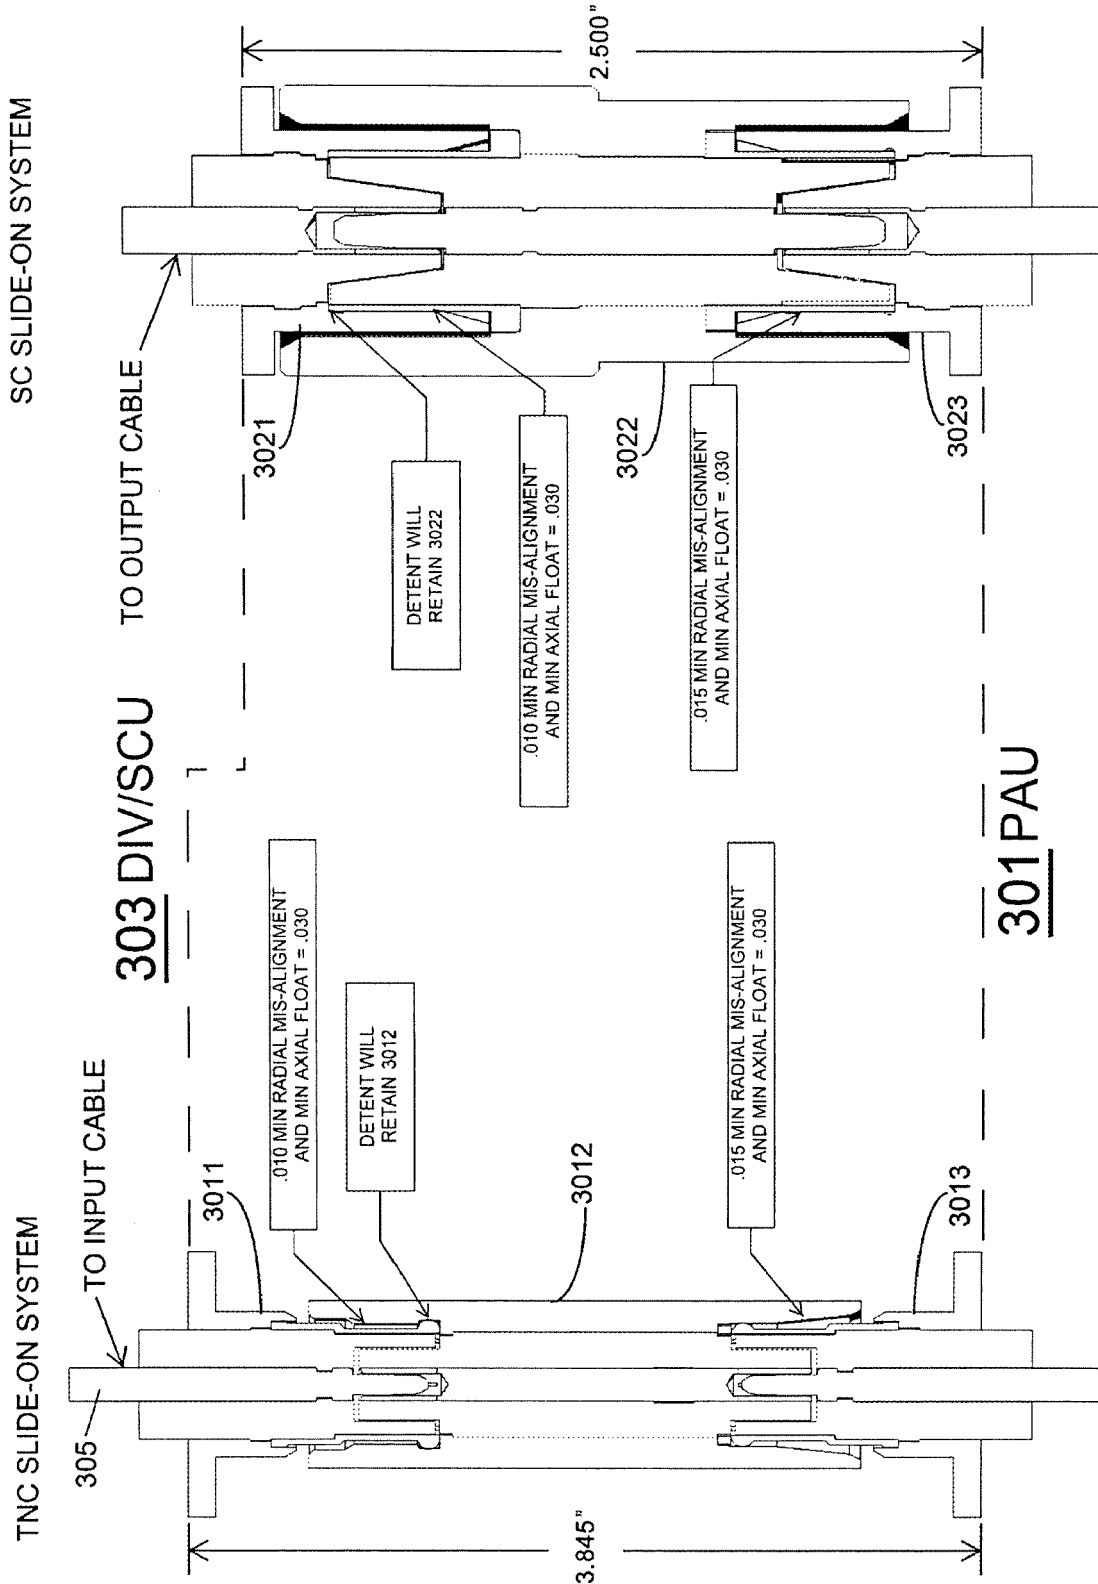 TNC SLIDE-ON SYSTEM
SC SLIDE-ON SYSTEM
TO INPUT CABLE
305
303 DIV/SCU
TO OUTPUT CABLE
3011
.010 MIN RADIAL MIS-ALIGNMENT
AND MIN AXIAL FLOAT = .030
DETENT WILL
RETAIN 3012
3012
.015 MIN RADIAL MIS-ALIGNMENT
AND MIN AXIAL FLOAT = .030
3013
3.845"
3021
DETENT WILL
RETAIN 3022
.010 MIN RADIAL MIS-ALIGNMENT
AND MIN AXIAL FLOAT = .030
3022
.015 MIN RADIAL MIS-ALIGNMENT
AND MIN AXIAL FLOAT = .030
3023
2.500"
301 PAU